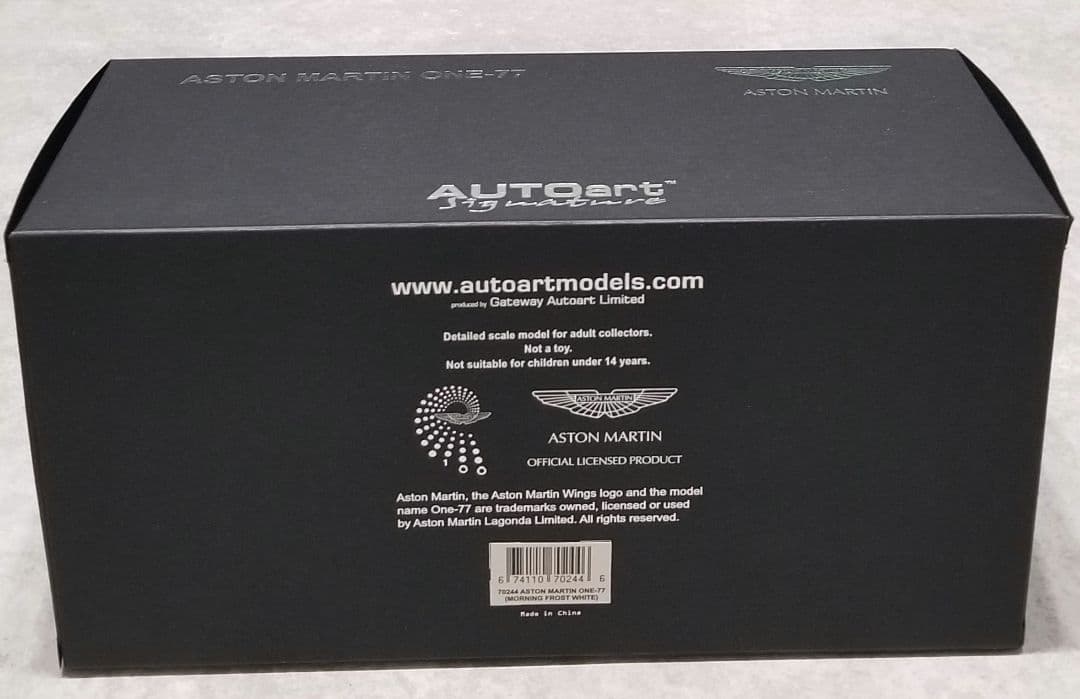 ASTON MARTIN ONE-77
ASTON MARTIN
AUTOart™
Signature
www.autoartmodels.com
produced by Gateway Autoart Limited
Detailed scale model for adult collectors.
Not a toy.
Not suitable for children under 14 years.
1 0 0
ASTON MARTIN
ASTON MARTIN
OFFICIAL LICENSED PRODUCT
Aston Martin, the Aston Martin Wings logo and the model
name One-77 are trademarks owned, licensed or used
by Aston Martin Lagonda Limited. All rights reserved.
6 74110 70244 6
70244 ASTON MARTIN ONE-77
(MORNING FROST WHITE)
Made in China